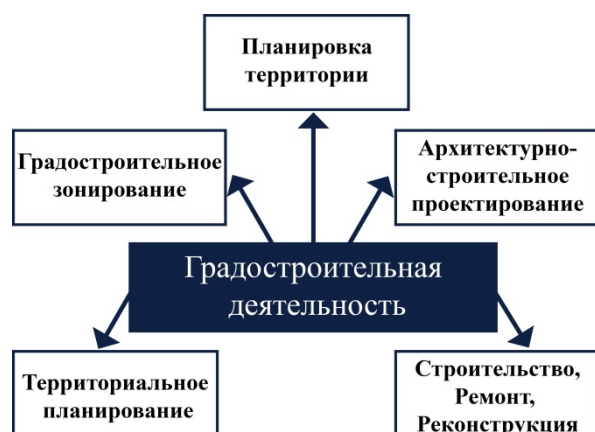 Планировка
территории
Градостроительное
зонирование
Архитектурно-
строительное
проектирование
Градостроительная
деятельность
Территориальное
планирование
Строительство,
Ремонт,
Реконструкция